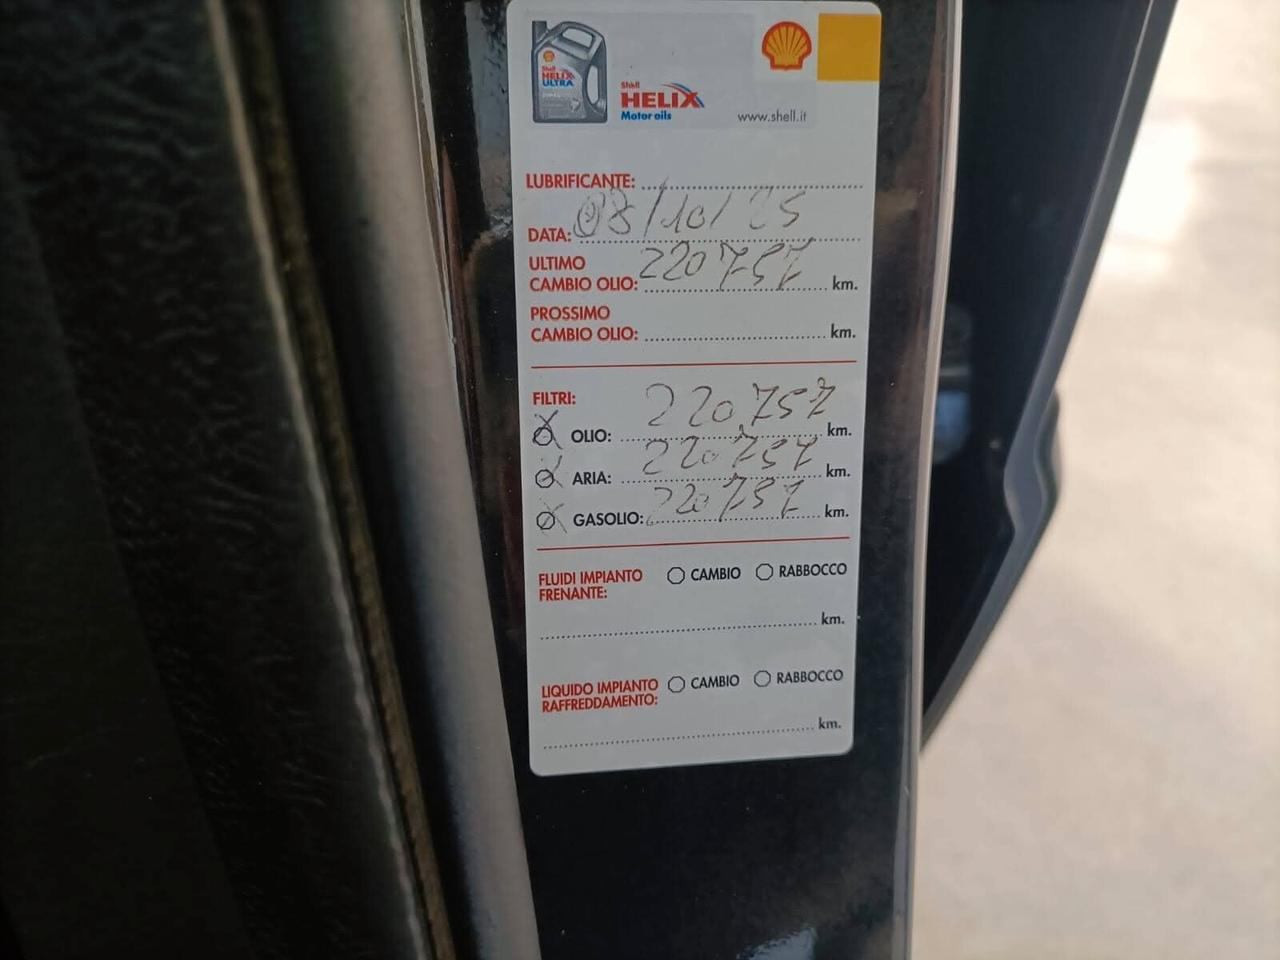 Shell
HELIX
ULTRA
Shell
HELIX
Motor oils
www.shell.it
LUBRIFICANTE:
DATA: 08/10/25
ULTIMO
CAMBIO OLIO: 220757 km.
PROSSIMO
CAMBIO OLIO: km.
FILTRI:
OLIO: 220757 km.
ARIA: 220757 km.
GASOLIO: 220757 km.
FLUIDI IMPIANTO FRENANTE: CAMBIO RABBOCCO
km.
LIQUIDO IMPIANTO RAFFREDDAMENTO: CAMBIO RABBOCCO
km.